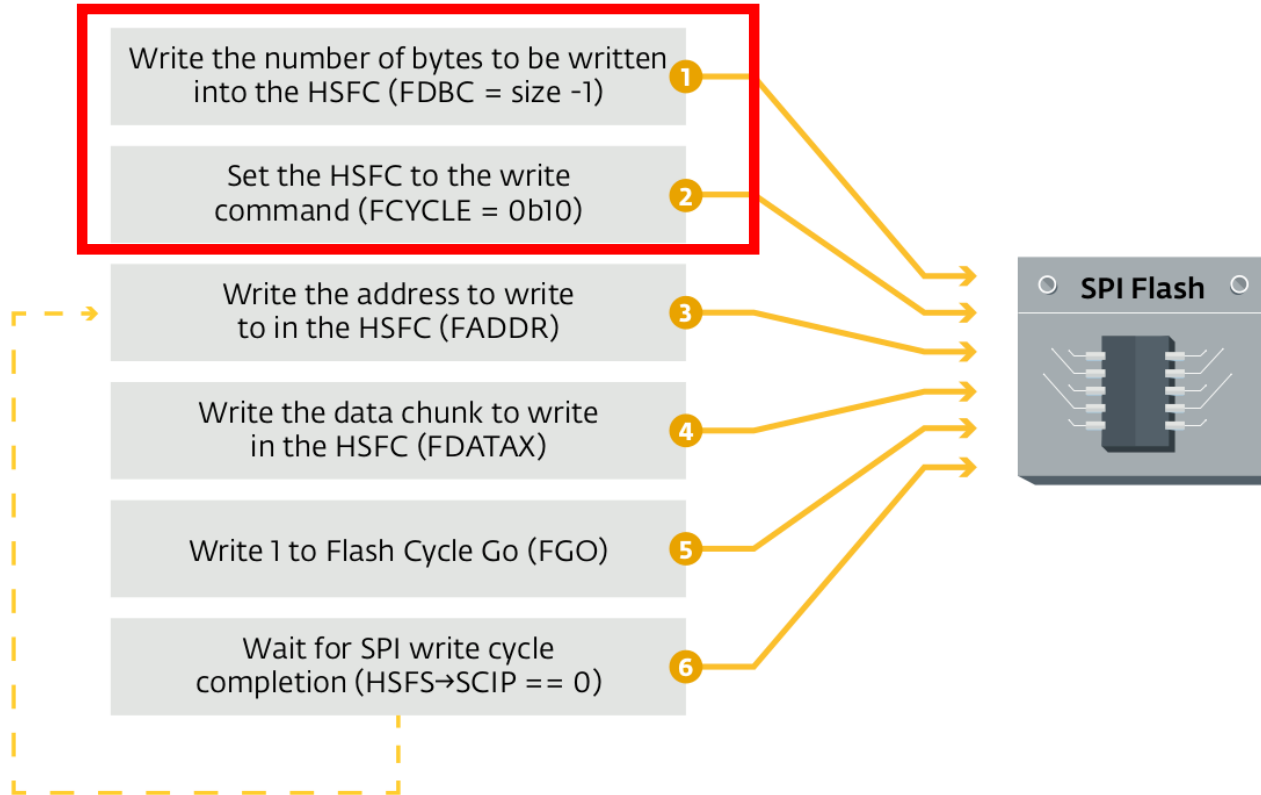 Write the number of bytes to be written
into the HSFC (FDBC = size -1)
1
Set the HSFC to the write
command (FCYCLE = 0b10)
2
Write the address to write
to in the HSFC (FADDR)
3
Write the data chunk to write
in the HSFC (FDATAX)
4
Write 1 to Flash Cycle Go (FGO)
5
Wait for SPI write cycle
completion (HSFS→SCIP == 0)
6
SPI Flash